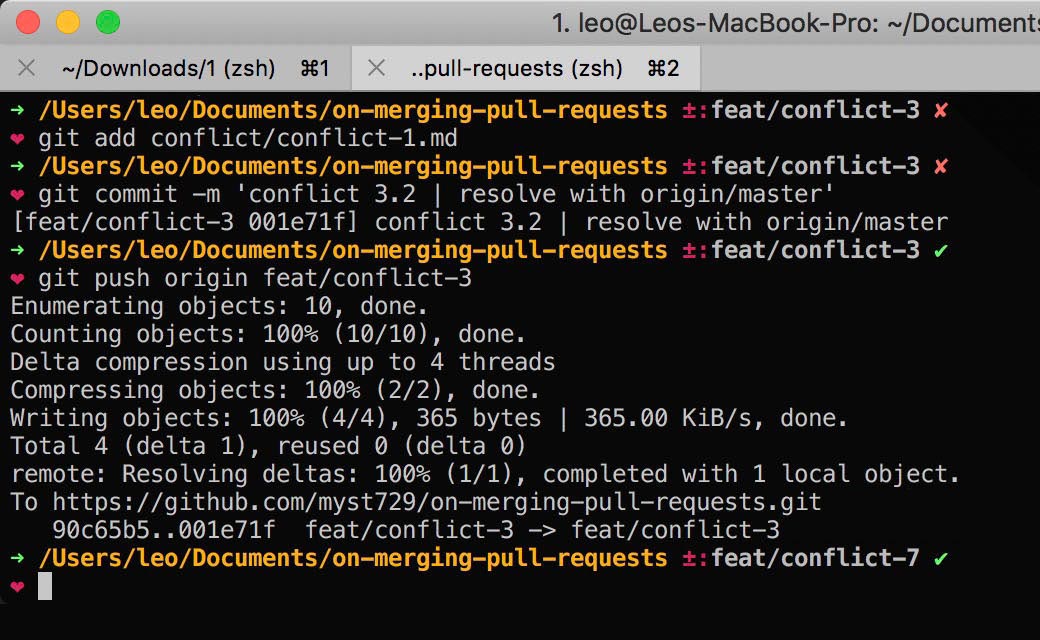 1. leo@Leos-MacBook-Pro: ~/Documents
~/Downloads/1 (zsh) ⌘1 ..pull-requests (zsh) ⌘2
➜ /Users/leo/Documents/on-merging-pull-requests ±:feat/conflict-3 ✘
❤ git add conflict/conflict-1.md
➜ /Users/leo/Documents/on-merging-pull-requests ±:feat/conflict-3 ✘
❤ git commit -m 'conflict 3.2 | resolve with origin/master'
[feat/conflict-3 001e71f] conflict 3.2 | resolve with origin/master
➜ /Users/leo/Documents/on-merging-pull-requests ±:feat/conflict-3 ✔
❤ git push origin feat/conflict-3
Enumerating objects: 10, done.
Counting objects: 100% (10/10), done.
Delta compression using up to 4 threads
Compressing objects: 100% (2/2), done.
Writing objects: 100% (4/4), 365 bytes | 365.00 KiB/s, done.
Total 4 (delta 1), reused 0 (delta 0)
remote: Resolving deltas: 100% (1/1), completed with 1 local object.
To https://github.com/myst729/on-merging-pull-requests.git
   90c65b5..001e71f  feat/conflict-3 -> feat/conflict-3
➜ /Users/leo/Documents/on-merging-pull-requests ±:feat/conflict-7 ✔
❤